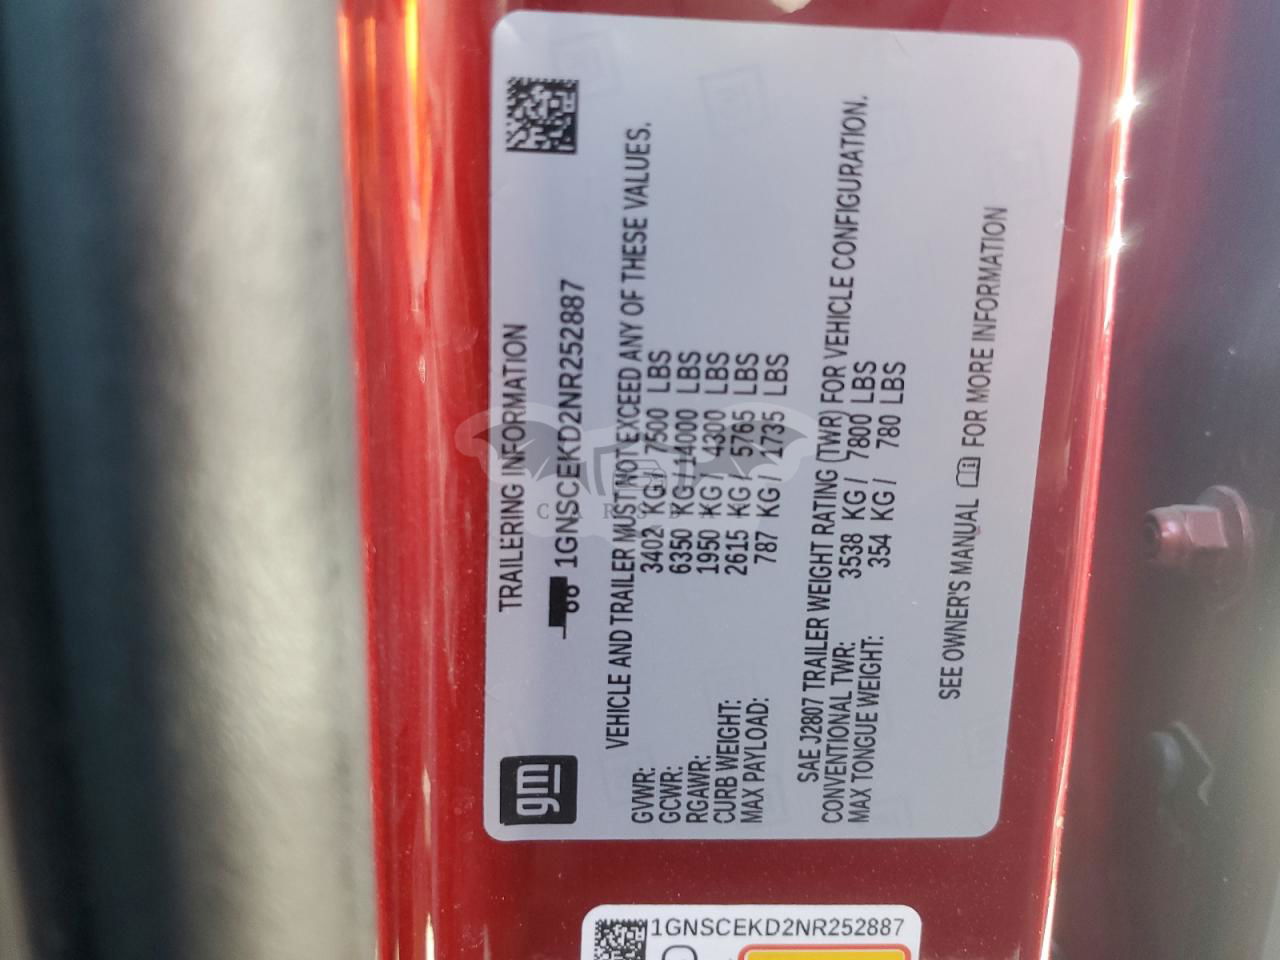 gm
TRAILERING INFORMATION
1GNSCEKD2NR252887
VEHICLE AND TRAILER MUST NOT EXCEED ANY OF THESE VALUES.
GVWR: 3402 KG / 7500 LBS
GCWR: 6350 KG / 14000 LBS
RGAWR: 1950 KG / 4300 LBS
CURB WEIGHT: 2615 KG / 5765 LBS
MAX PAYLOAD: 787 KG / 1735 LBS
SAE J2807 TRAILER WEIGHT RATING (TWR) FOR VEHICLE CONFIGURATION.
CONVENTIONAL TWR: 3538 KG / 7800 LBS
MAX TONGUE WEIGHT: 354 KG / 780 LBS
SEE OWNER'S MANUAL FOR MORE INFORMATION
1GNSCEKD2NR252887